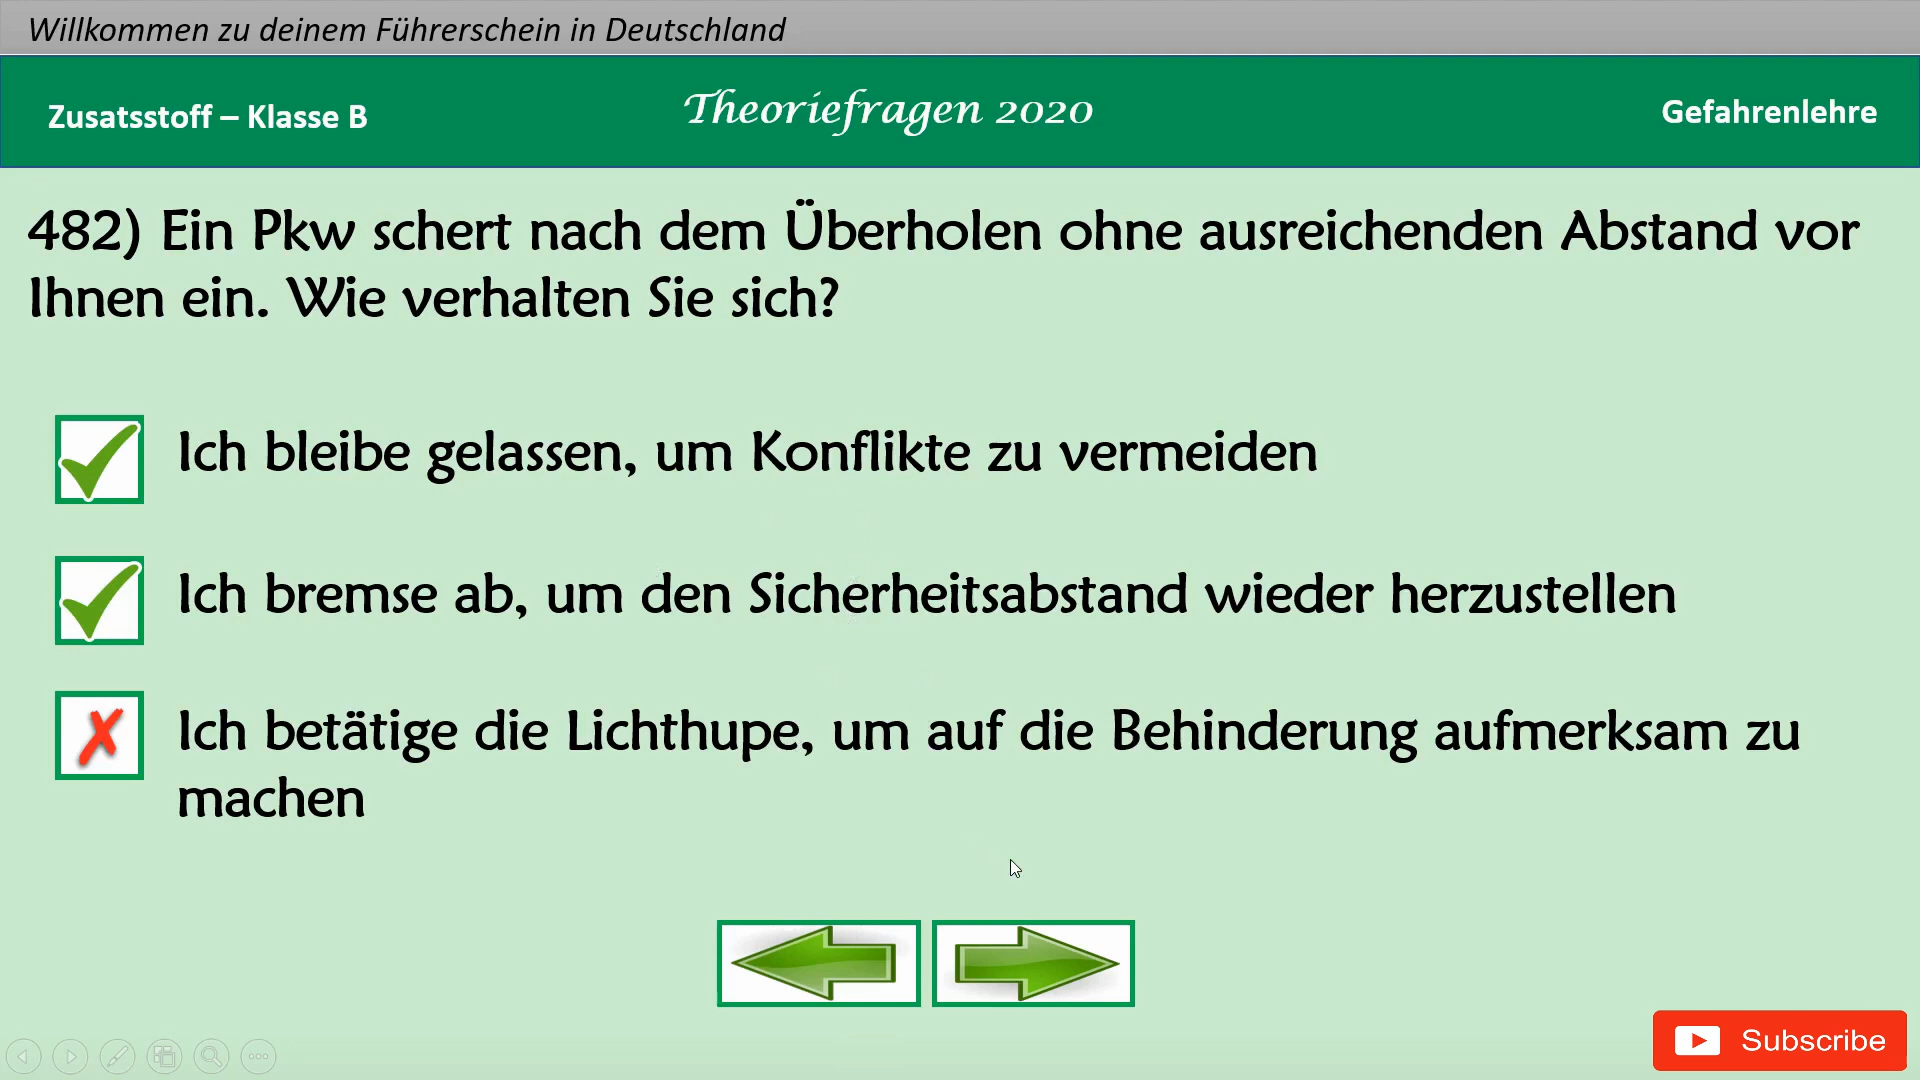 Willkommen zu deinem Führerschein in Deutschland
Zusatsstoff – Klasse B
Theoriefragen 2020
Gefahrenlehre
482) Ein Pkw schert nach dem Überholen ohne ausreichenden Abstand vor
Ihnen ein. Wie verhalten Sie sich?
Ich bleibe gelassen, um Konflikte zu vermeiden
Ich bremse ab, um den Sicherheitsabstand wieder herzustellen
Ich betätige die Lichthupe, um auf die Behinderung aufmerksam zu
machen
Subscribe